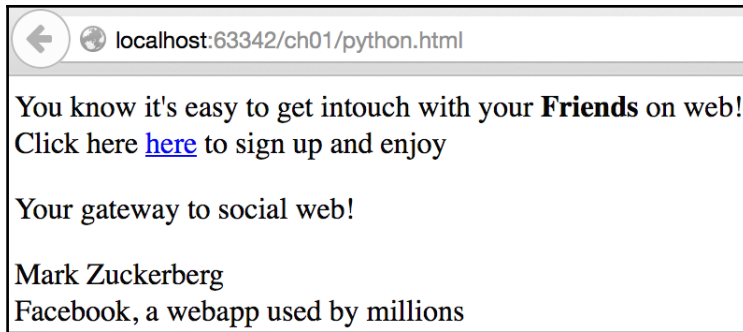 localhost:63342/ch01/python.html
You know it's easy to get intouch with your Friends on web!
Click here here to sign up and enjoy
Your gateway to social web!
Mark Zuckerberg
Facebook, a webapp used by millions